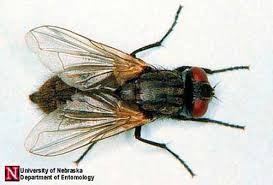 N
University of Nebraska
Department of Entomology